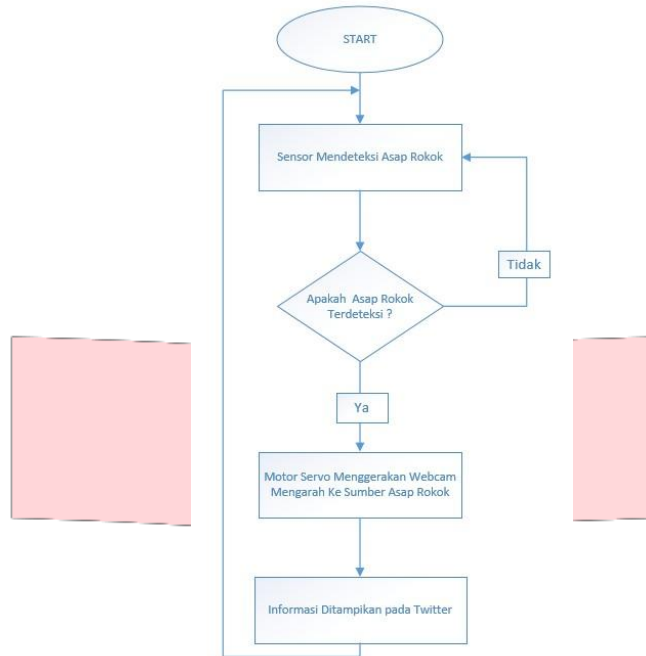 START
Sensor Mendeteksi Asap Rokok
Tidak
Apakah Asap Rokok
Terdeteksi ?
Ya
Motor Servo Menggerakan Webcam
Mengarah Ke Sumber Asap Rokok
Informasi Ditampikan pada Twitter